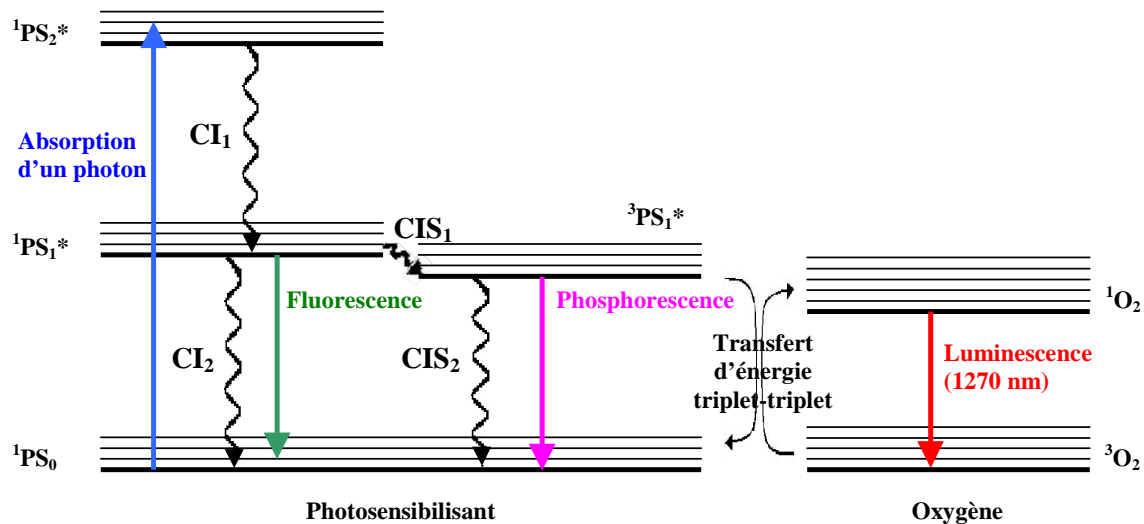 ¹PS₂*
Absorption
d’un photon
CI₁
¹PS₁*
CIS₁
³PS₁*
Fluorescence
Phosphorescence
¹O₂
CI₂
CIS₂
Transfert
d’énergie
triplet-triplet
Luminescence
(1270 nm)
¹PS₀
³O₂
Photosensibilisant
Oxygène